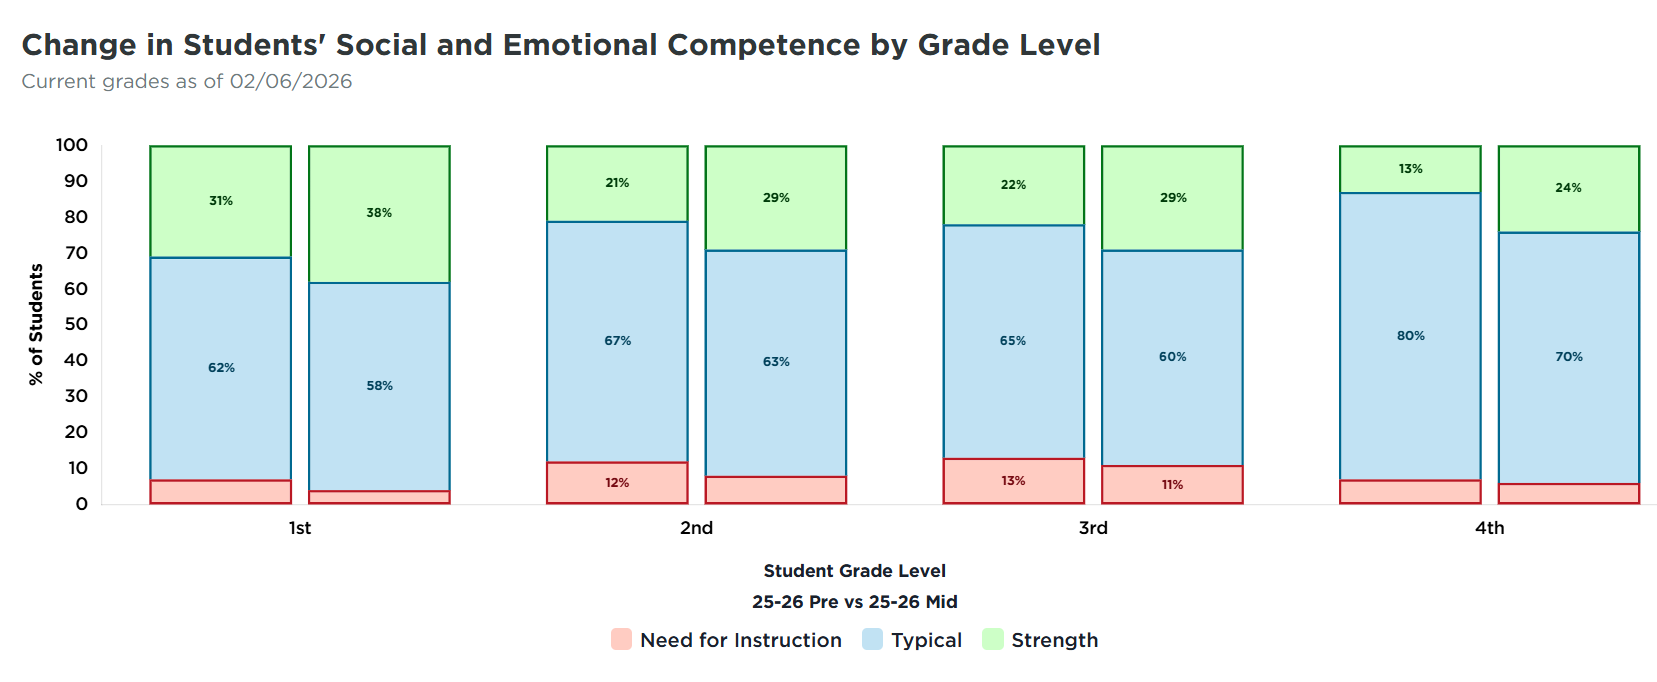 Change in Students' Social and Emotional Competence by Grade Level
Current grades as of 02/06/2026
100
90
80
70
60
50
40
30
20
10
0
% of Students
31%
62%
38%
58%
21%
67%
12%
29%
63%
22%
65%
13%
29%
60%
11%
13%
80%
24%
70%
1st
2nd
3rd
4th
Student Grade Level
25-26 Pre vs 25-26 Mid
Need for Instruction
Typical
Strength